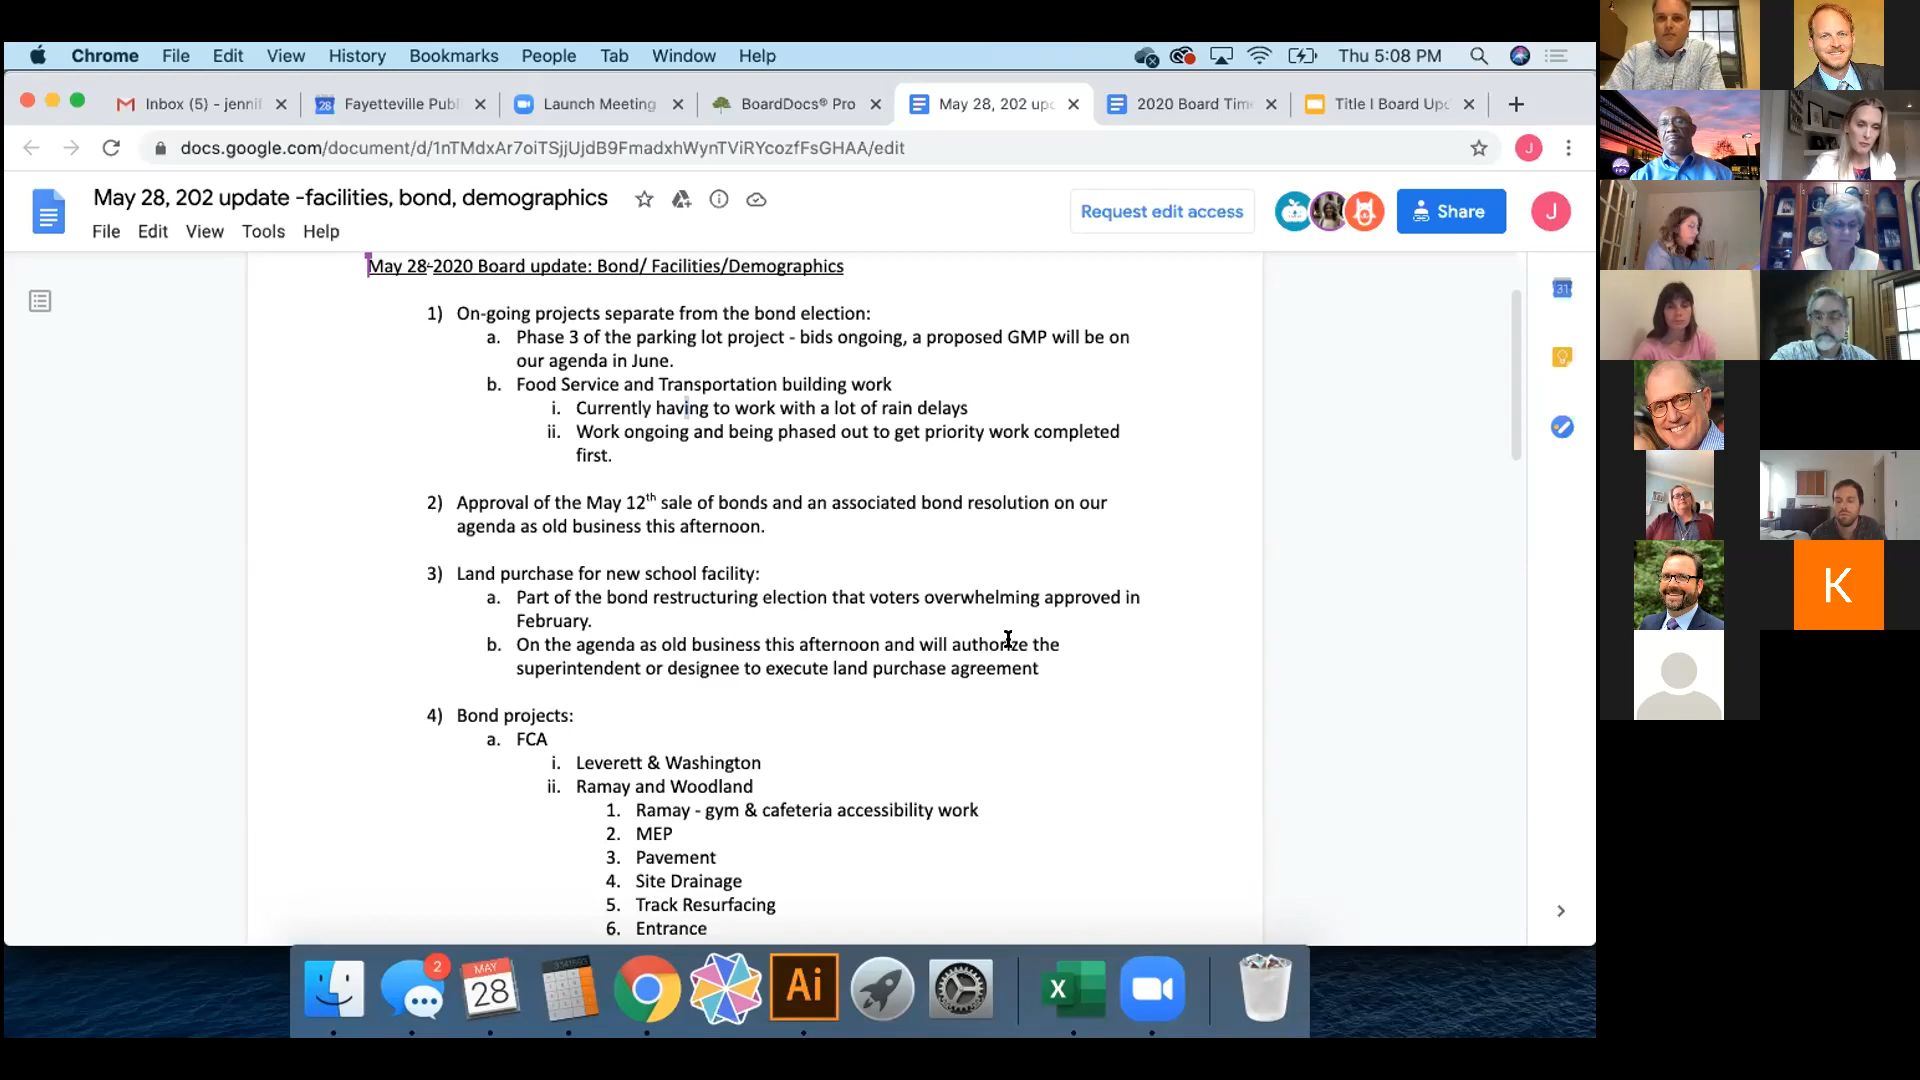 Chrome File Edit View History Bookmarks People Tab Window Help Thu 5:08 PM
Inbox (5) - jennif
Fayetteville Publ
Launch Meeting
BoardDocs® Pro
May 28, 202 upd
2020 Board Tim
Title I Board Upd
docs.google.com/document/d/1nTMdxAr7oiTSjjUjdB9FmadxhWynTViRYcozfFsGHAA/edit
J
May 28, 202 update -facilities, bond, demographics
Request edit access
Share
J
File Edit View Tools Help
May 28-2020 Board update: Bond/ Facilities/Demographics
1) On-going projects separate from the bond election:
a. Phase 3 of the parking lot project - bids ongoing, a proposed GMP will be on
our agenda in June.
b. Food Service and Transportation building work
i. Currently having to work with a lot of rain delays
ii. Work ongoing and being phased out to get priority work completed
first.
2) Approval of the May 12th sale of bonds and an associated bond resolution on our
agenda as old business this afternoon.
3) Land purchase for new school facility:
a. Part of the bond restructuring election that voters overwhelming approved in
February.
b. On the agenda as old business this afternoon and will authorize the
superintendent or designee to execute land purchase agreement
4) Bond projects:
a. FCA
i. Leverett & Washington
ii. Ramay and Woodland
1. Ramay - gym & cafeteria accessibility work
2. MEP
3. Pavement
4. Site Drainage
5. Track Resurfacing
6. Entrance
31
2
MAY
28
Ai
X
FPS
K